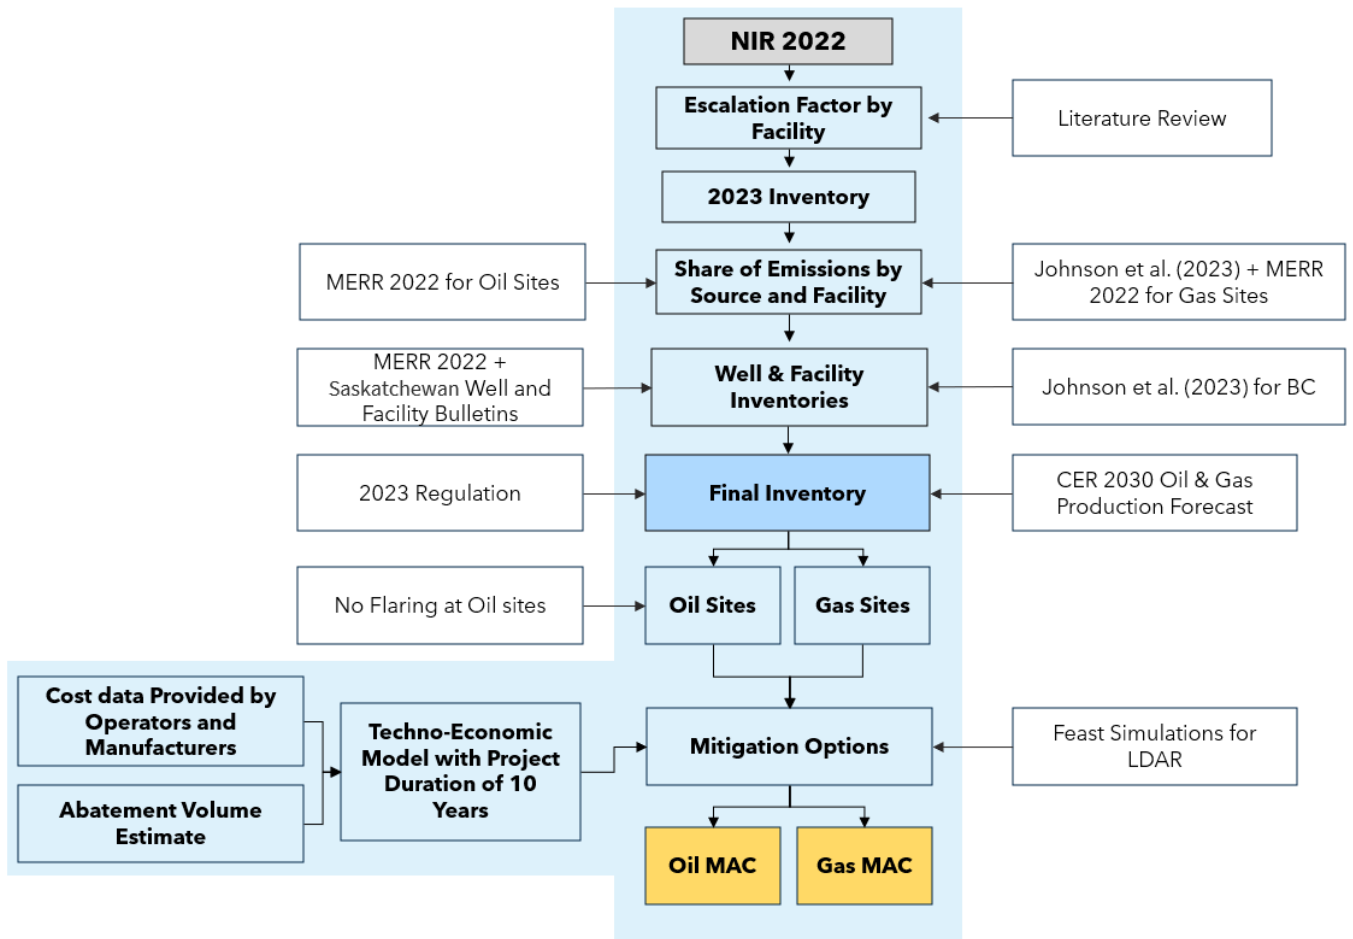 NIR 2022
Escalation Factor by
Facility
Literature Review
2023 Inventory
MERR 2022 for Oil Sites
Share of Emissions by
Source and Facility
Johnson et al. (2023) + MERR
2022 for Gas Sites
MERR 2022 +
Saskatchewan Well and
Facility Bulletins
Well & Facility
Inventories
Johnson et al. (2023) for BC
2023 Regulation
Final Inventory
CER 2030 Oil & Gas
Production Forecast
No Flaring at Oil sites
Oil Sites
Gas Sites
Cost data Provided by
Operators and
Manufacturers
Abatement Volume
Estimate
Techno-Economic
Model with Project
Duration of 10
Years
Mitigation Options
Feast Simulations for
LDAR
Oil MAC
Gas MAC